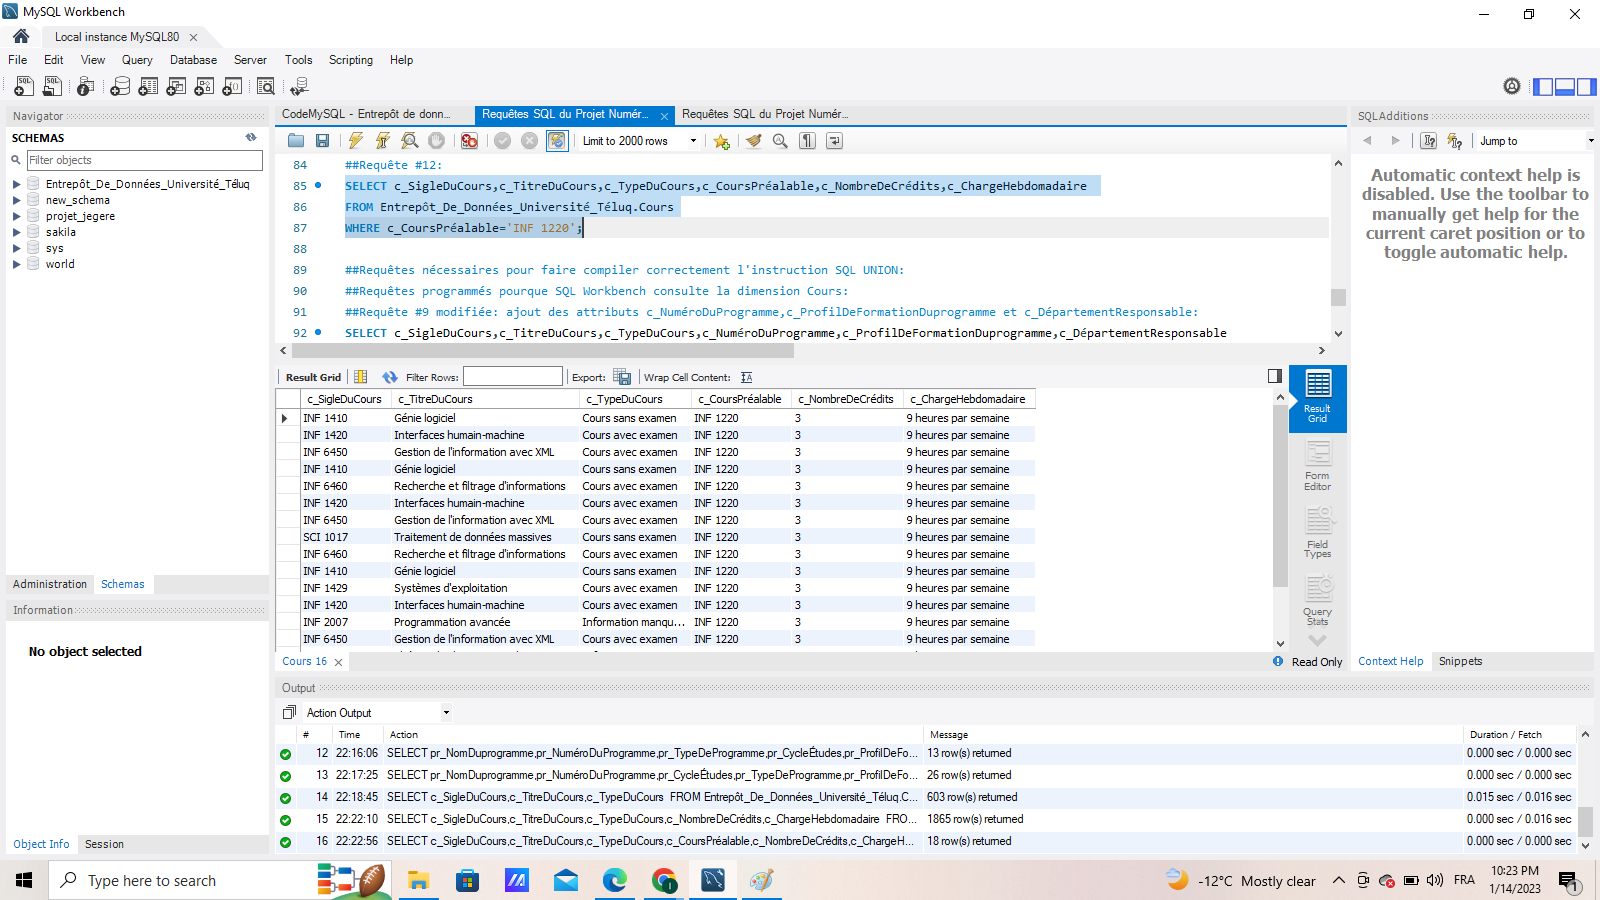 MySQL Workbench
Local instance MySQL80
File Edit View Query Database Server Tools Scripting Help
Navigator
SCHEMAS
Filter objects
Entrepôt_De_Données_Université_Téluq
new_schema
projet_jegere
sakila
sys
world
Administration Schemas
Information
No object selected
Object Info Session
CodeMySQL - Entrepôt de donn... Requêtes SQL du Projet Numér... Requêtes SQL du Projet Numér...
Limit to 2000 rows
84 ##Requête #12:
85 SELECT c_SigleDuCours,c_TitreDuCours,c_TypeDuCours,c_CoursPréalable,c_NombreDeCrédits,c_ChargeHebdomadaire
86 FROM Entrepôt_De_Données_Université_Téluq.Cours
87 WHERE c_CoursPréalable='INF 1220';
88
89 ##Requêtes nécessaires pour faire compiler correctement l'instruction SQL UNION:
90 ##Requêtes programmés pourque SQL Workbench consulte la dimension Cours:
91 ##Requête #9 modifiée: ajout des attributs c_NuméroDuProgramme,c_ProfilDeFormationDuprogramme et c_DépartementResponsable:
92 SELECT c_SigleDuCours,c_TitreDuCours,c_TypeDuCours,c_NuméroDuProgramme,c_ProfilDeFormationDuprogramme,c_DépartementResponsable
Result Grid Filter Rows: Export: Wrap Cell Content:
c_SigleDuCours c_TitreDuCours c_TypeDuCours c_CoursPréalable c_NombreDeCrédits c_ChargeHebdomadaire
INF 1410 Génie logiciel Cours sans examen INF 1220 3 9 heures par semaine
INF 1420 Interfaces humain-machine Cours avec examen INF 1220 3 9 heures par semaine
INF 6450 Gestion de l'information avec XML Cours avec examen INF 1220 3 9 heures par semaine
INF 1410 Génie logiciel Cours sans examen INF 1220 3 9 heures par semaine
INF 6460 Recherche et filtrage d'informations Cours avec examen INF 1220 3 9 heures par semaine
INF 1420 Interfaces humain-machine Cours avec examen INF 1220 3 9 heures par semaine
INF 6450 Gestion de l'information avec XML Cours avec examen INF 1220 3 9 heures par semaine
SCI 1017 Traitement de données massives Cours sans examen INF 1220 3 9 heures par semaine
INF 6460 Recherche et filtrage d'informations Cours avec examen INF 1220 3 9 heures par semaine
INF 1410 Génie logiciel Cours sans examen INF 1220 3 9 heures par semaine
INF 1429 Systèmes d'exploitation Cours avec examen INF 1220 3 9 heures par semaine
INF 1420 Interfaces humain-machine Cours avec examen INF 1220 3 9 heures par semaine
INF 2007 Programmation avancée Information manqu... INF 1220 3 9 heures par semaine
INF 6450 Gestion de l'information avec XML Cours avec examen INF 1220 3 9 heures par semaine
Cours 16
Read Only
Result Grid
Form Editor
Field Types
Query Stats
SQLAdditions
Jump to
Automatic context help is
disabled. Use the toolbar to
manually get help for the
current caret position or to
toggle automatic help.
Context Help Snippets
Output
Action Output
# Time Action Message Duration / Fetch
12 22:16:06 SELECT pr_NomDuprogramme,pr_NuméroDuProgramme,pr_TypeDeProgramme,pr_CycleÉtudes,pr_ProfilDeFo... 13 row(s) returned 0.000 sec / 0.000 sec
13 22:17:25 SELECT pr_NomDuprogramme,pr_NuméroDuProgramme,pr_CycleÉtudes,pr_TypeDeProgramme,pr_ProfilDeFo... 26 row(s) returned 0.000 sec / 0.000 sec
14 22:18:45 SELECT c_SigleDuCours,c_TitreDuCours,c_TypeDuCours FROM Entrepôt_De_Données_Université_Téluq.C... 603 row(s) returned 0.015 sec / 0.016 sec
15 22:22:10 SELECT c_SigleDuCours,c_TitreDuCours,c_TypeDuCours,c_NombreDeCrédits,c_ChargeHebdomadaire FRO... 1865 row(s) returned 0.000 sec / 0.016 sec
16 22:22:56 SELECT c_SigleDuCours,c_TitreDuCours,c_TypeDuCours,c_CoursPréalable,c_NombreDeCrédits,c_ChargeH... 18 row(s) returned 0.000 sec / 0.000 sec
Type here to search
-12°C Mostly clear
FRA
10:23 PM
1/14/2023
1